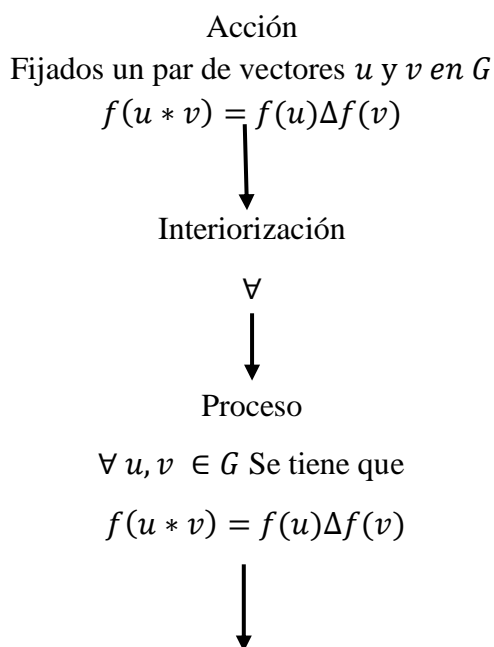 Acción
Fijados un par de vectores 𝑢 y 𝑣 𝑒𝑛 𝐺
𝑓(𝑢 ∗ 𝑣) = 𝑓(𝑢)Δ𝑓(𝑣)
Interiorización
∀
Proceso
∀ 𝑢, 𝑣 ∈ 𝐺 Se tiene que
𝑓(𝑢 ∗ 𝑣) = 𝑓(𝑢)Δ𝑓(𝑣)